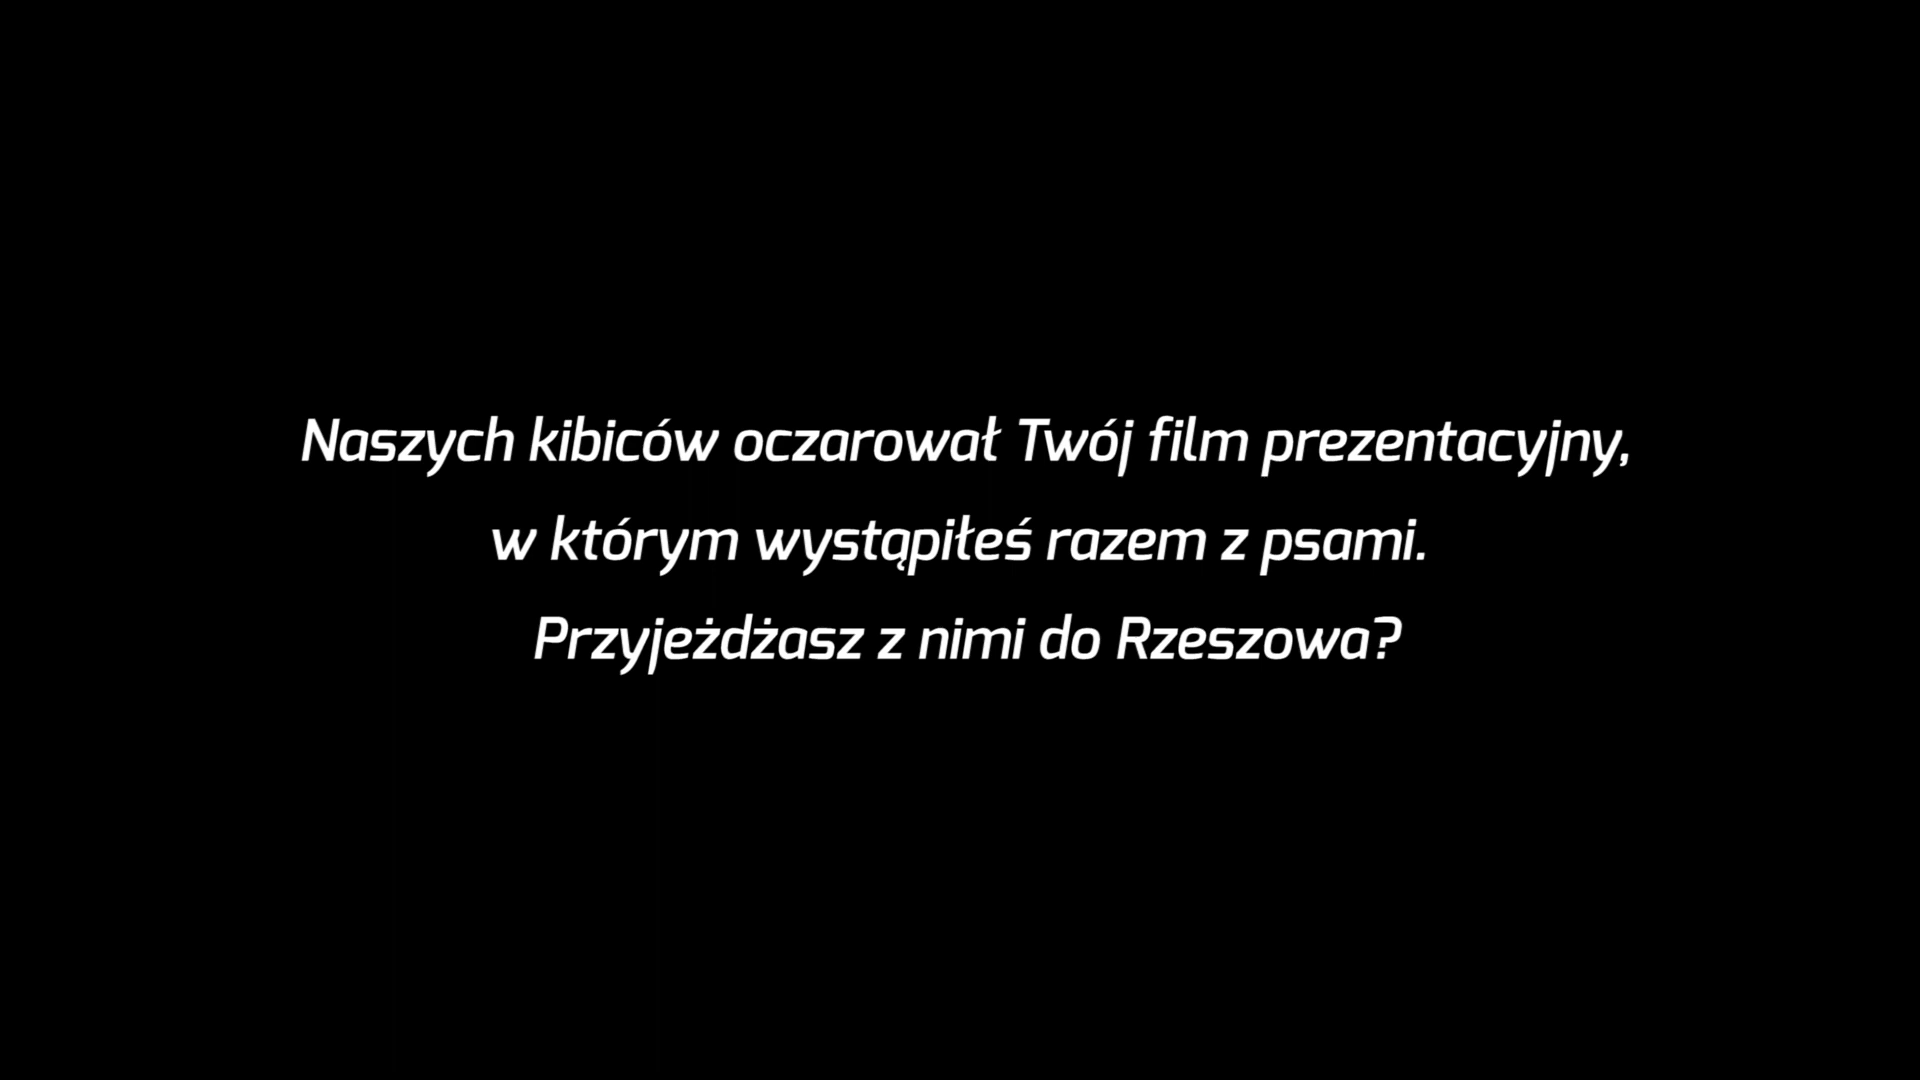 Naszych kibiców oczarował Twój film prezentacyjny,
w którym wystąpiłeś razem z psami.
Przyjeżdżasz z nimi do Rzeszowa?